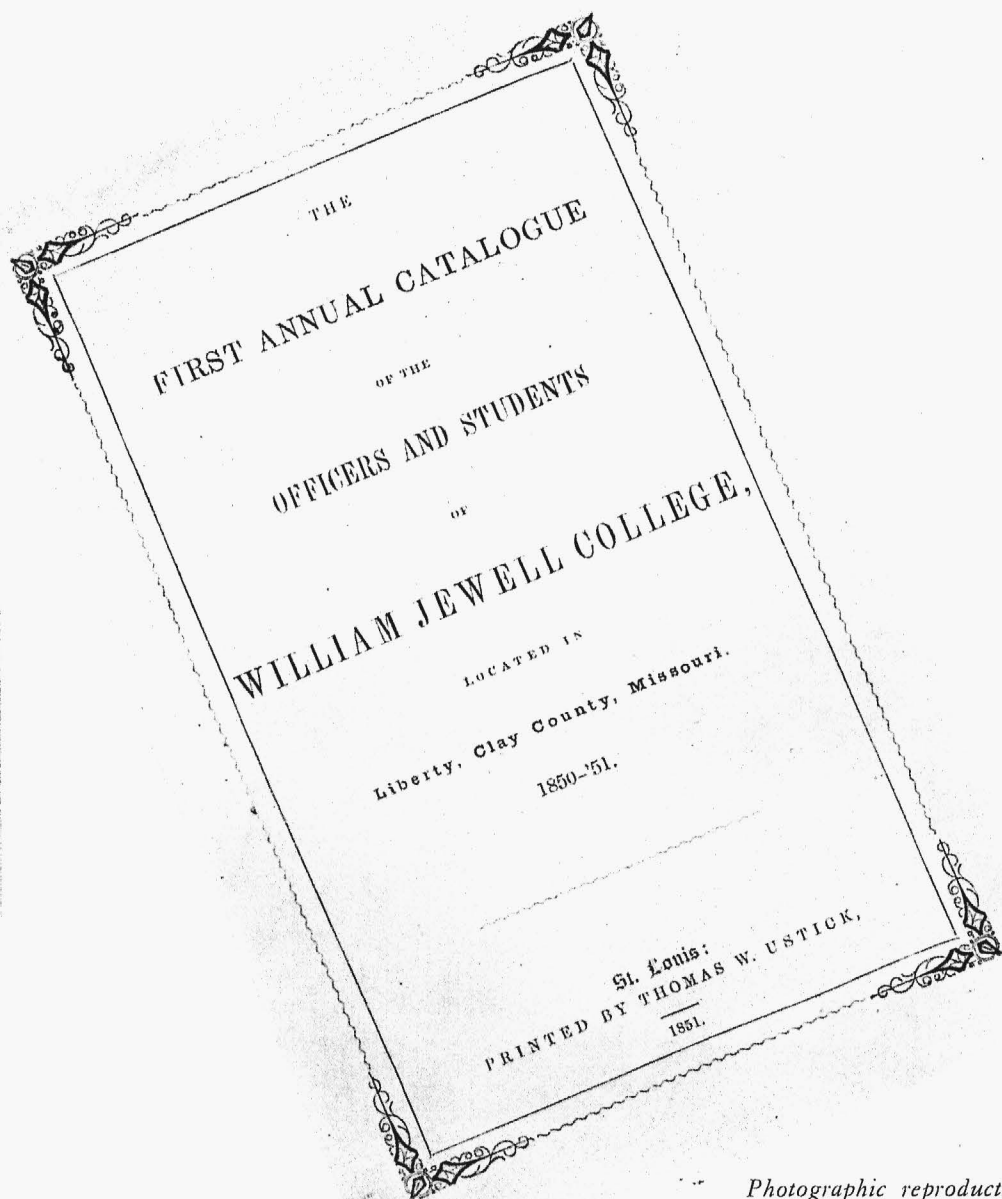 THE
FIRST ANNUAL CATALOGUE
OF THE
OFFICERS AND STUDENTS
OF
WILLIAM JEWELL COLLEGE,
LOCATED IN
Liberty, Clay County, Missouri.
1850-'51.
St. Louis:
PRINTED BY THOMAS W. USTICK,
1851.
Photographic reproduct